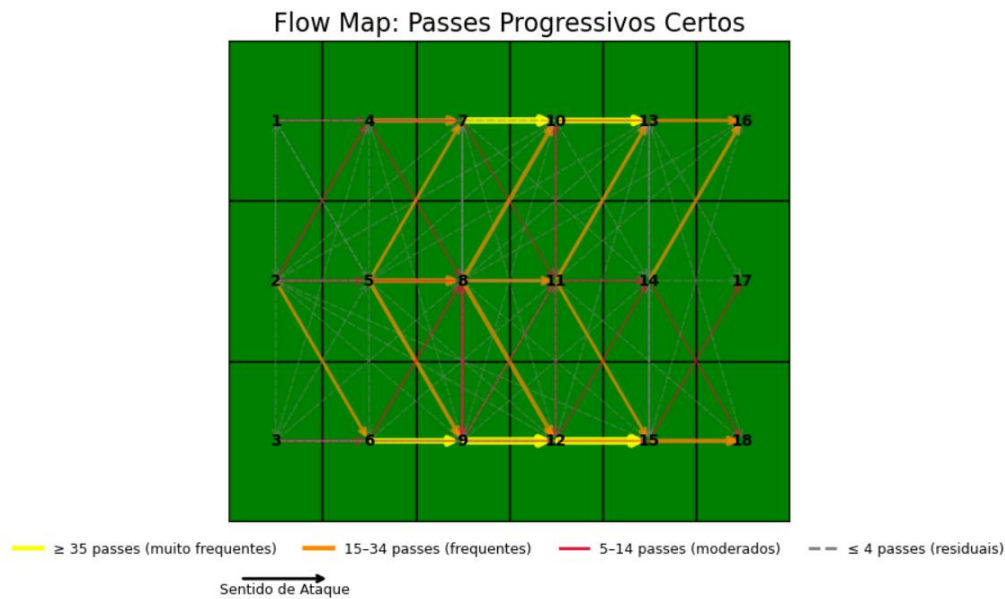 Flow Map: Passes Progressivos Certos
1 4 7 10 13 16
2 5 8 11 14 17
3 6 9 12 15 18
≥ 35 passes (muito frequentes) 15–34 passes (frequentes) 5–14 passes (moderados) ≤ 4 passes (residuais)
Sentido de Ataque